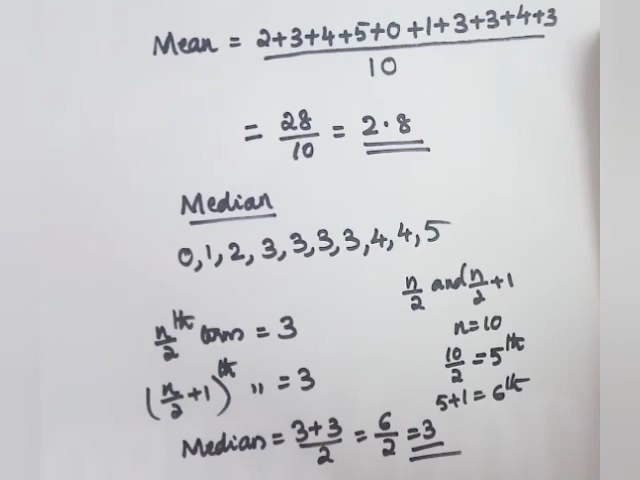 Mean = 2+3+4+5+0+1+3+3+4+3
10
= 28/10 = 2.8
Median
0,1,2,3,3,3,3,4,4,5
n/2 and n/2+1
n/2 th term = 3
n=10
10/2 = 5th
(n/2+1)th " = 3
5+1 = 6th
Median = 3+3/2 = 6/2 = 3